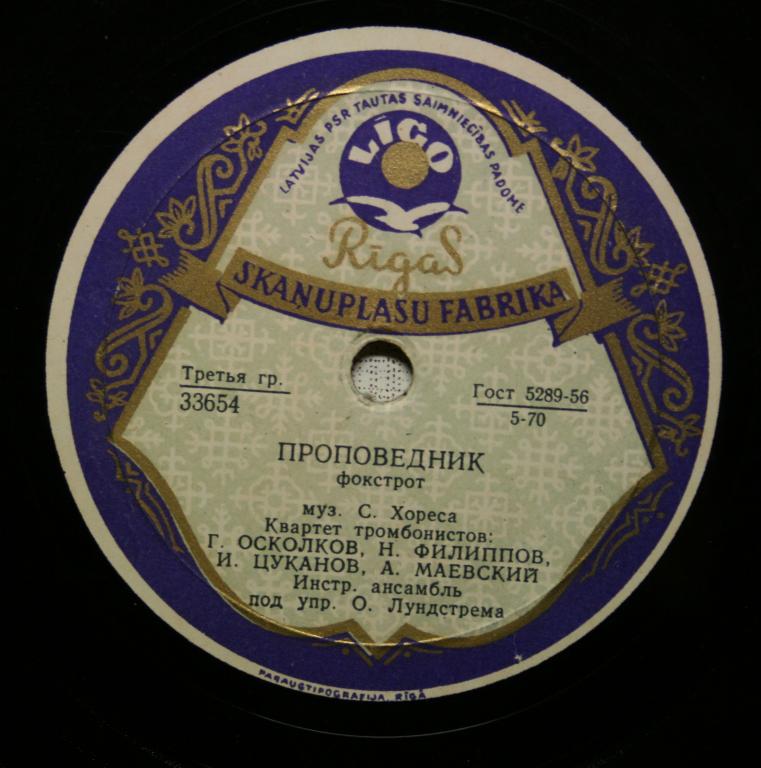 LATVIJAS PSR TAUTAS SAIMNIECĪBAS PADOME
LĪGO
Rīgas
SKAŅUPLAŠU FABRIKA
Третья гр.
33654
Гост 5289-56
5-70
ПРОПОВЕДНИК
фокстрот
муз. С. Хореса
Квартет тромбонистов:
Г. ОСКОЛКОВ, Н. ФИЛИППОВ,
И. ЦУКАНОВ, А. МАЕВСКИЙ
Инстр. ансамбль
под упр. О. Лундстрема
PARAUGTIPOGRAFIJA, RĪGĀ